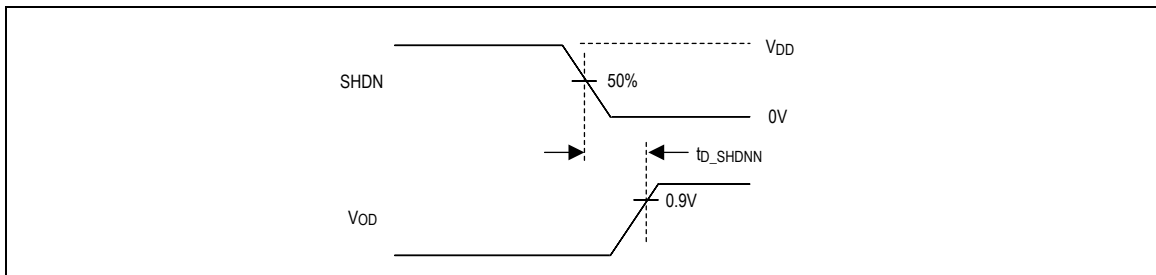 VDD
SHDN
50%
0V
tD_SHDNN
0.9V
VOD